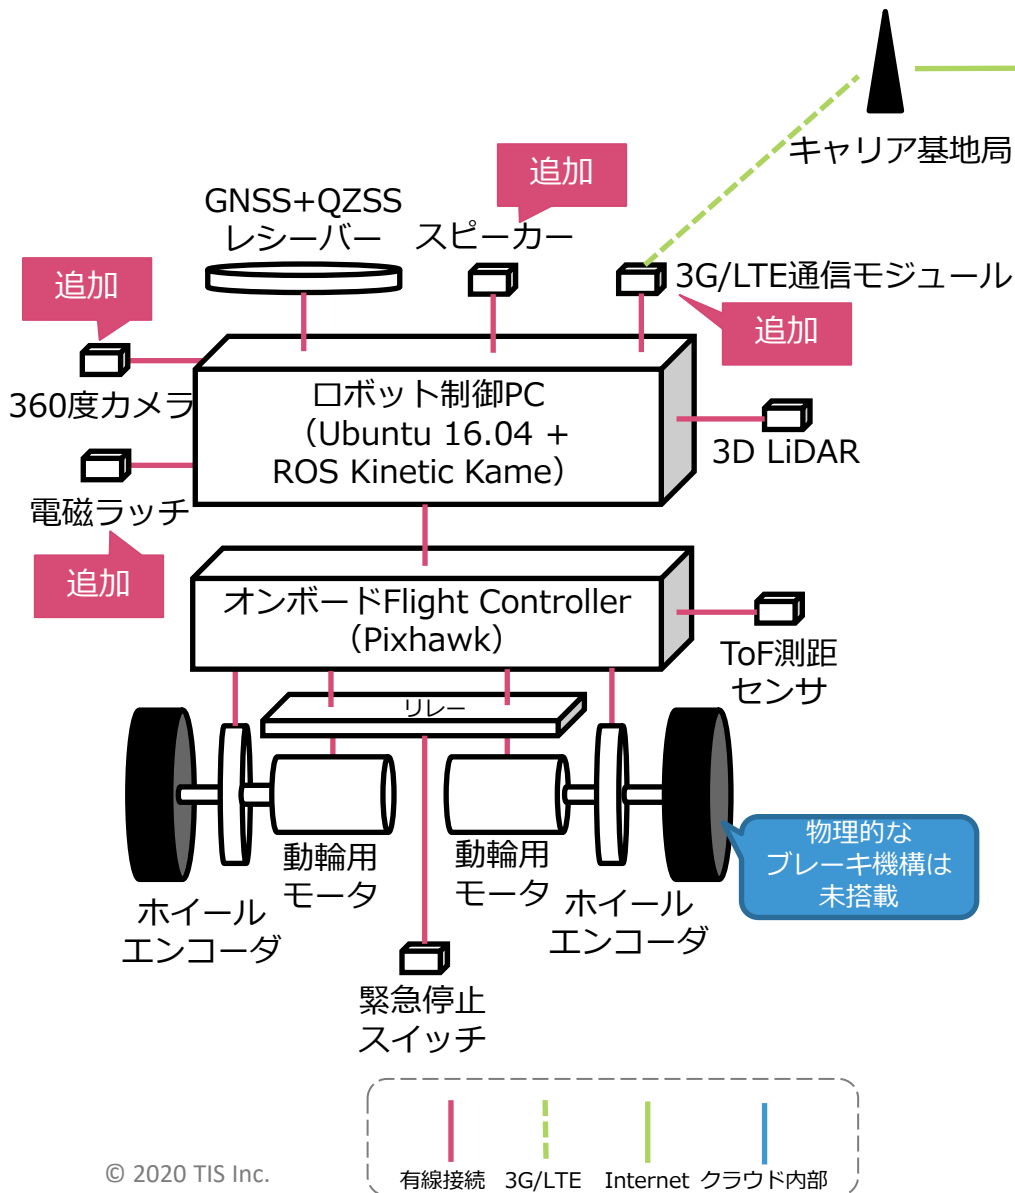 キャリア基地局
追加
GNSS+QZSS
レシーバー
スピーカー
追加
3G/LTE通信モジュール
追加
360度カメラ
ロボット制御PC
（Ubuntu 16.04 +
ROS Kinetic Kame）
3D LiDAR
電磁ラッチ
追加
オンボードFlight Controller
（Pixhawk）
ToF測距
センサ
リレー
物理的な
ブレーキ機構は
未搭載
動輪用
モータ
動輪用
モータ
ホイール
エンコーダ
ホイール
エンコーダ
緊急停止
スイッチ
有線接続
3G/LTE
Internet
クラウド内部
© 2020 TIS Inc.